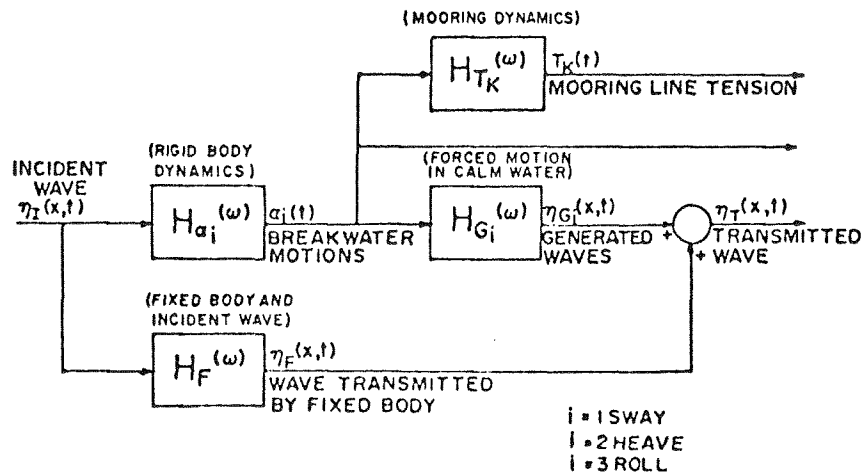 (MOORING DYNAMICS)
H_{T_K}(ω)
T_K(t)
MOORING LINE TENSION
INCIDENT
WAVE
η_I(x,t)
(RIGID BODY
DYNAMICS)
H_{α_i}(ω)
α_i(t)
BREAKWATER
MOTIONS
(FORCED MOTION
IN CALM WATER)
H_{G_i}(ω)
η_{G_i}(x,t)
GENERATED
WAVES
+
+
η_T(x,t)
TRANSMITTED
WAVE
(FIXED BODY AND
INCIDENT WAVE)
H_F(ω)
η_F(x,t)
WAVE TRANSMITTED
BY FIXED BODY
i = 1 SWAY
i = 2 HEAVE
i = 3 ROLL